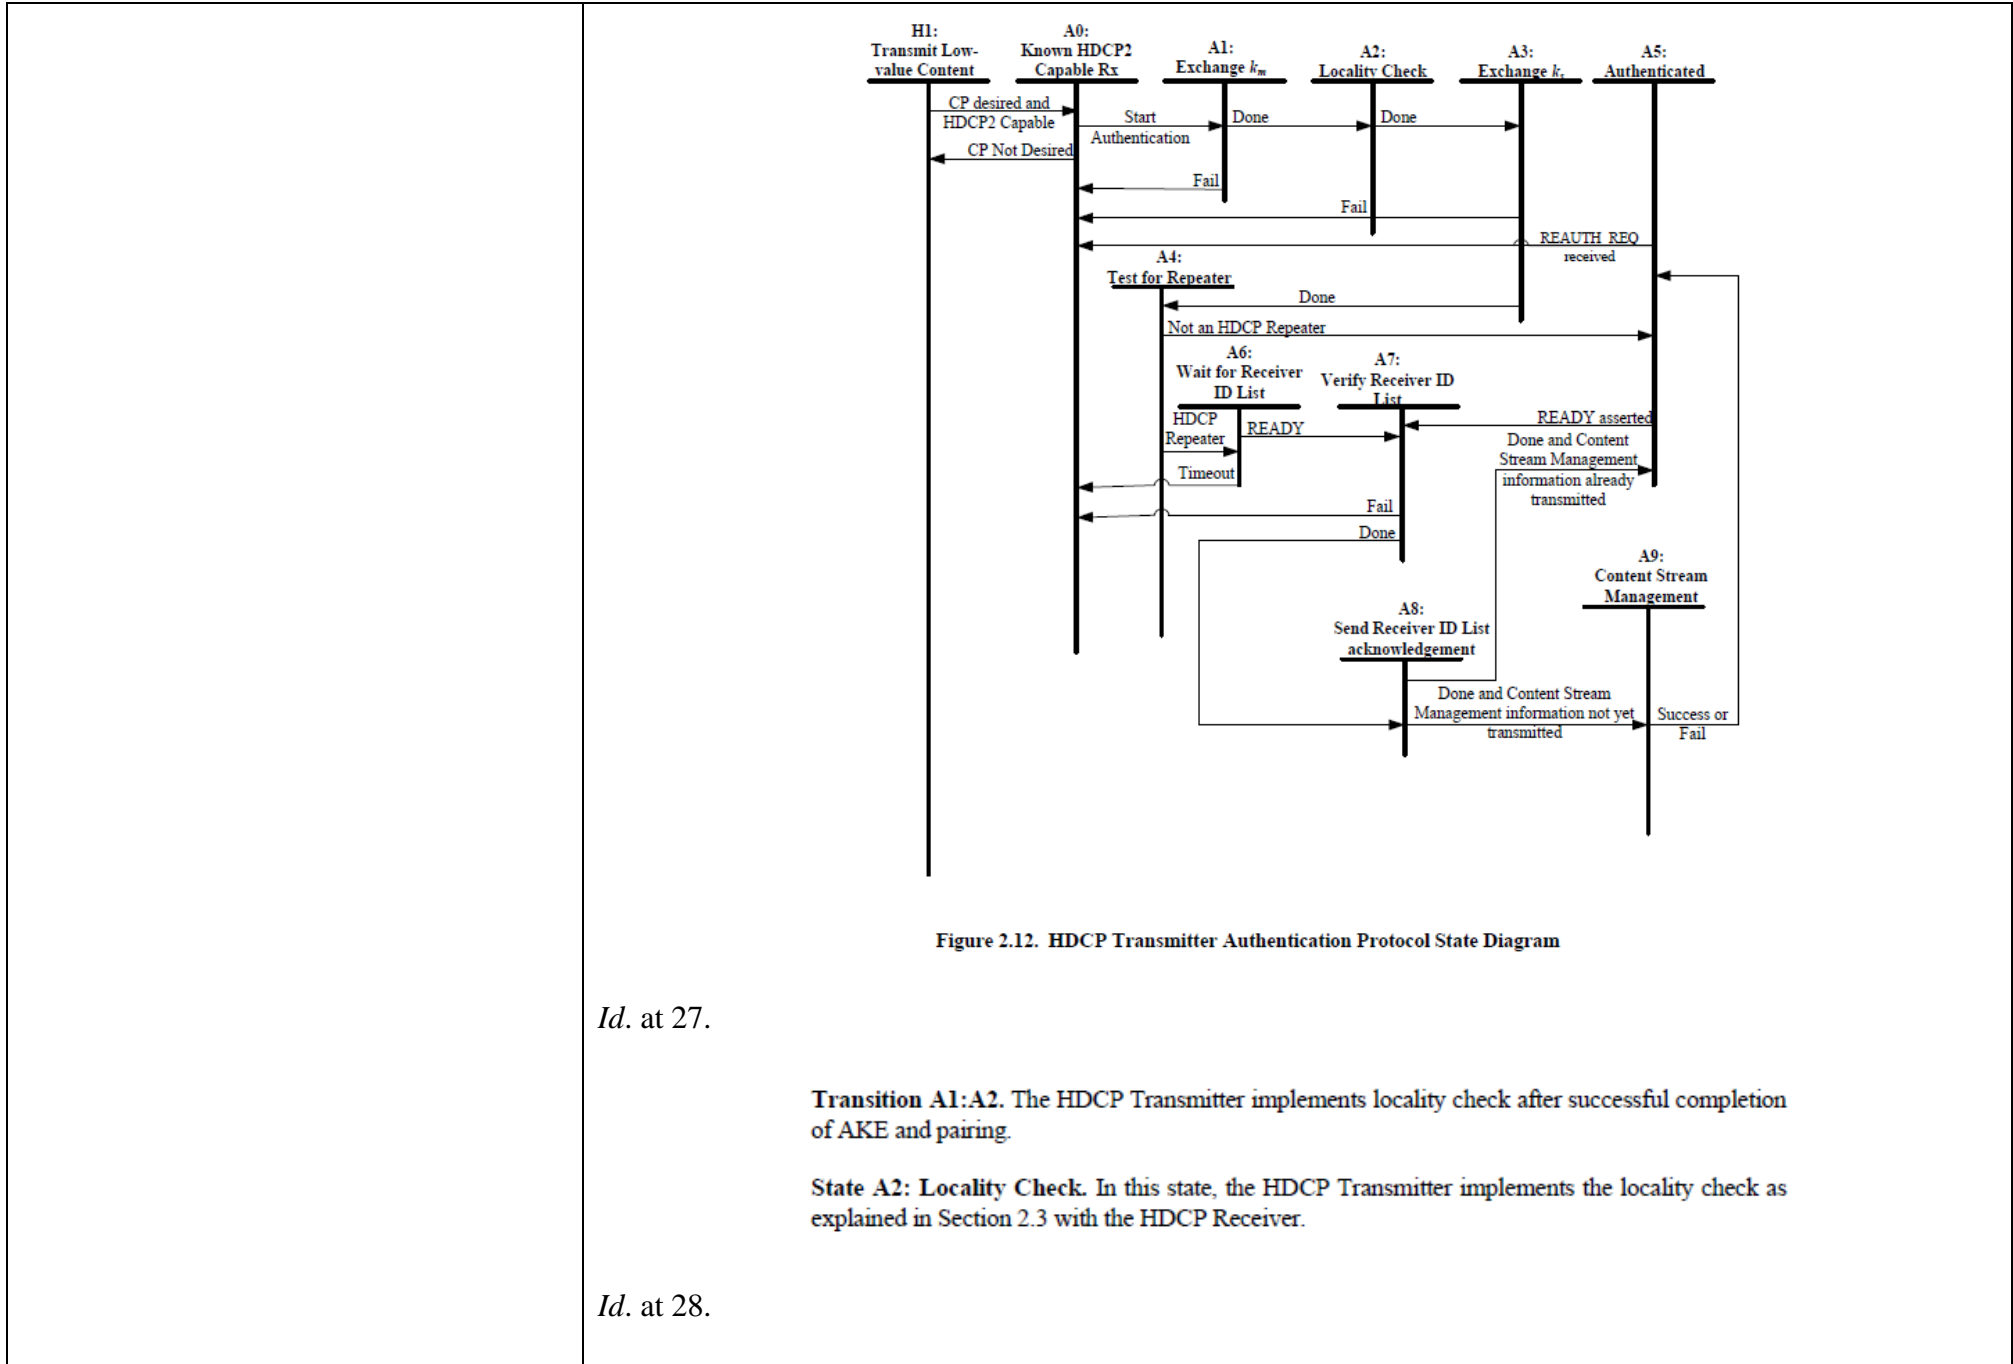 H1:
Transmit Low-
value Content
A0:
Known HDCP2
Capable Rx
A1:
Exchange km
A2:
Locality Check
A3:
Exchange ks
A5:
Authenticated
CP desired and
HDCP2 Capable
Start
Authentication
Done
Done
CP Not Desired
Fail
Fail
REAUTH_REQ
received
A4:
Test for Repeater
Done
Not an HDCP Repeater
A6:
Wait for Receiver
ID List
A7:
Verify Receiver ID
List
HDCP
Repeater
READY
READY asserted
Timeout
Done and Content
Stream Management
information already
transmitted
Fail
Done
A9:
Content Stream
Management
A8:
Send Receiver ID List
acknowledgement
Done and Content Stream
Management information not yet
transmitted
Success or
Fail
Figure 2.12. HDCP Transmitter Authentication Protocol State Diagram
Id. at 27.
Transition A1:A2. The HDCP Transmitter implements locality check after successful completion
of AKE and pairing.
State A2: Locality Check. In this state, the HDCP Transmitter implements the locality check as
explained in Section 2.3 with the HDCP Receiver.
Id. at 28.